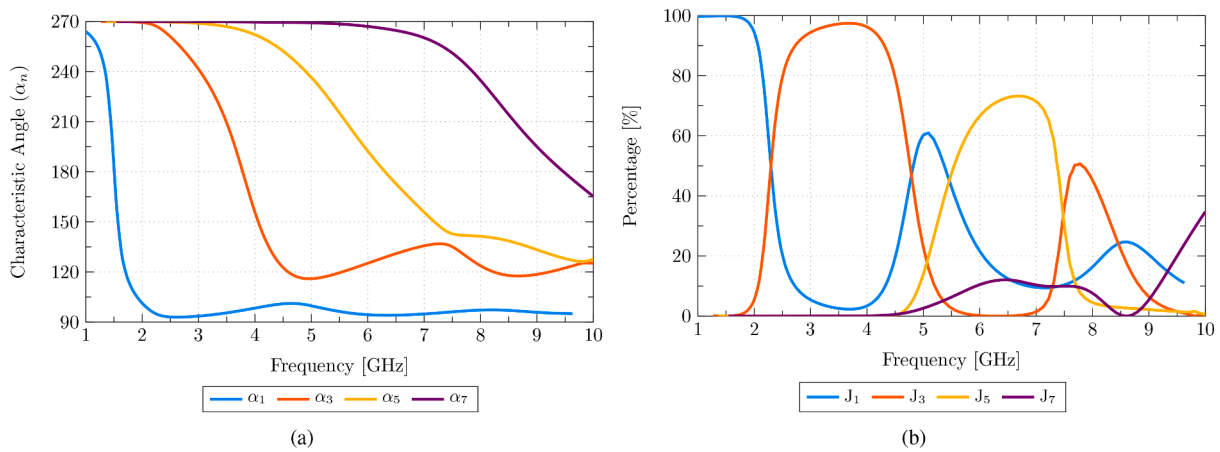 270
240
210
180
150
120
90
Characteristic Angle (αn)
1 2 3 4 5 6 7 8 9 10
Frequency [GHz]
α1 α3 α5 α7
(a)
100
80
60
40
20
0
Percentage [%]
1 2 3 4 5 6 7 8 9 10
Frequency [GHz]
J1 J3 J5 J7
(b)